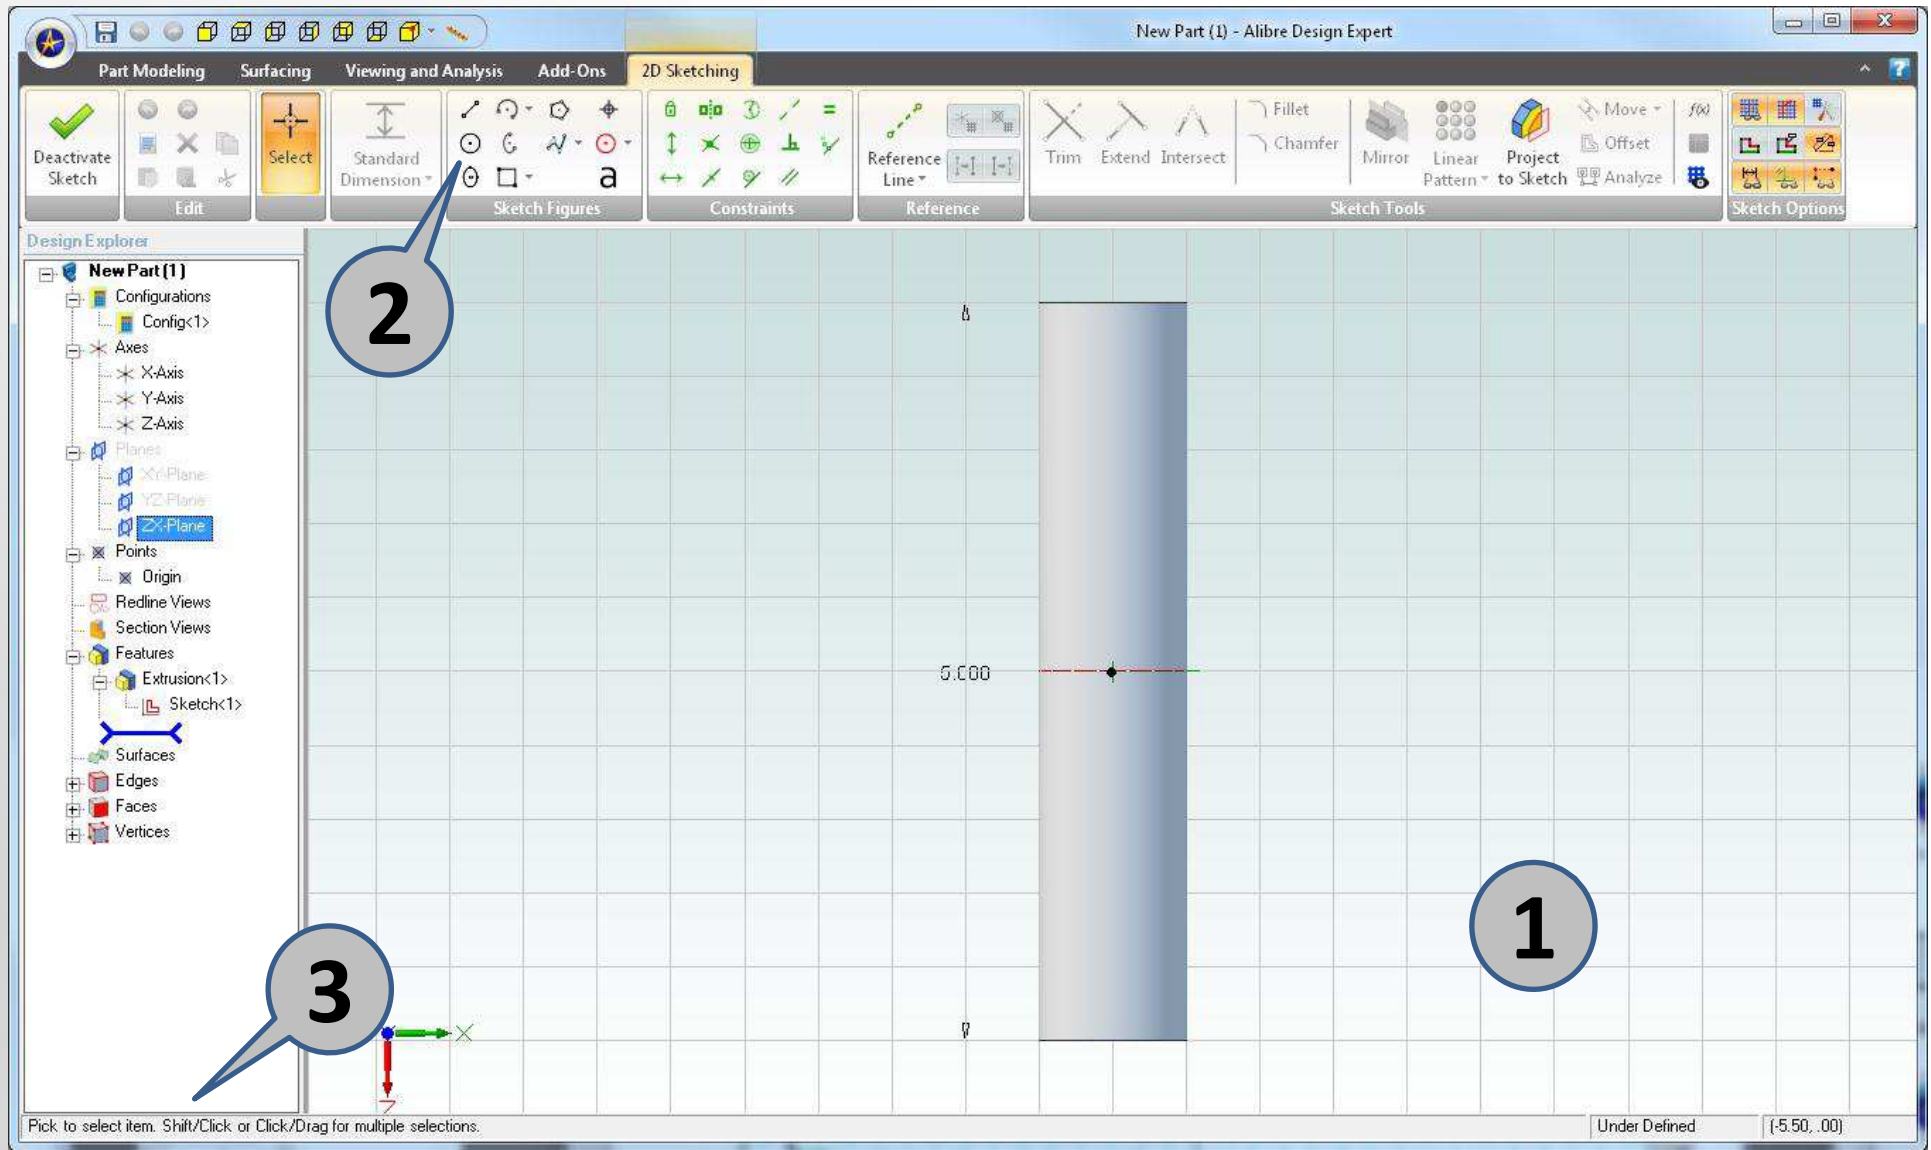 New Part (1) - Alibre Design Expert
Part Modeling Surfacing Viewing and Analysis Add-Ons 2D Sketching
Deactivate Sketch
Edit
Select
Standard Dimension
Sketch Figures
a
Constraints
Reference Line
Reference
Trim Extend Intersect
Fillet
Chamfer
Mirror
Linear Pattern
Project to Sketch
Move
Offset
Analyze
f(x)
Sketch Tools
Sketch Options
Design Explorer
New Part (1)
Configurations
Config<1>
Axes
X-Axis
Y-Axis
Z-Axis
Planes
XY-Plane
YZ-Plane
ZX-Plane
Points
Origin
Redline Views
Section Views
Features
Extrusion<1>
Sketch<1>
Surfaces
Edges
Faces
Vertices
2
5.000
1
3
X
Z
Pick to select item. Shift/Click or Click/Drag for multiple selections.
Under Defined
(-5.50, .00)